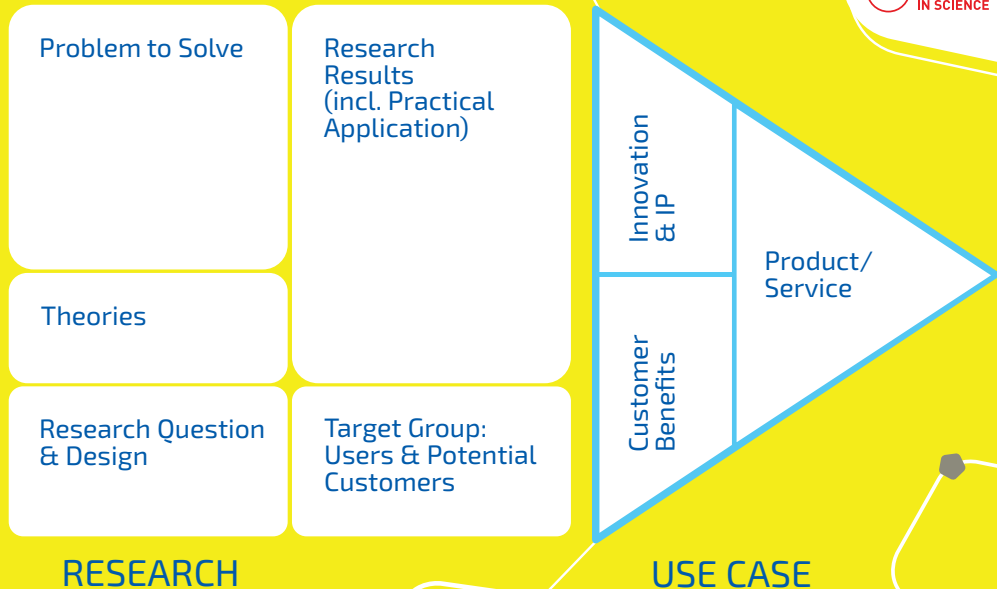 IN SCIENCE
Problem to Solve
Research
Results
(incl. Practical
Application)
Theories
Research Question
& Design
Target Group:
Users & Potential
Customers
Innovation
& IP
Customer
Benefits
Product/
Service
RESEARCH
USE CASE